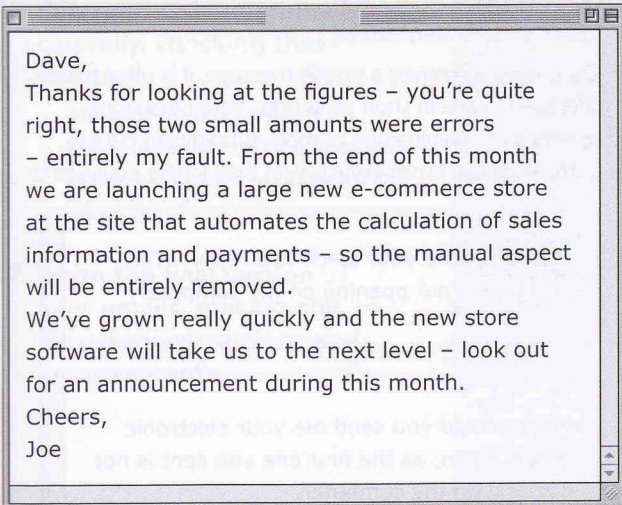 Dave,
Thanks for looking at the figures – you're quite
right, those two small amounts were errors
– entirely my fault. From the end of this month
we are launching a large new e-commerce store
at the site that automates the calculation of sales
information and payments – so the manual aspect
will be entirely removed.
We've grown really quickly and the new store
software will take us to the next level – look out
for an announcement during this month.
Cheers,
Joe